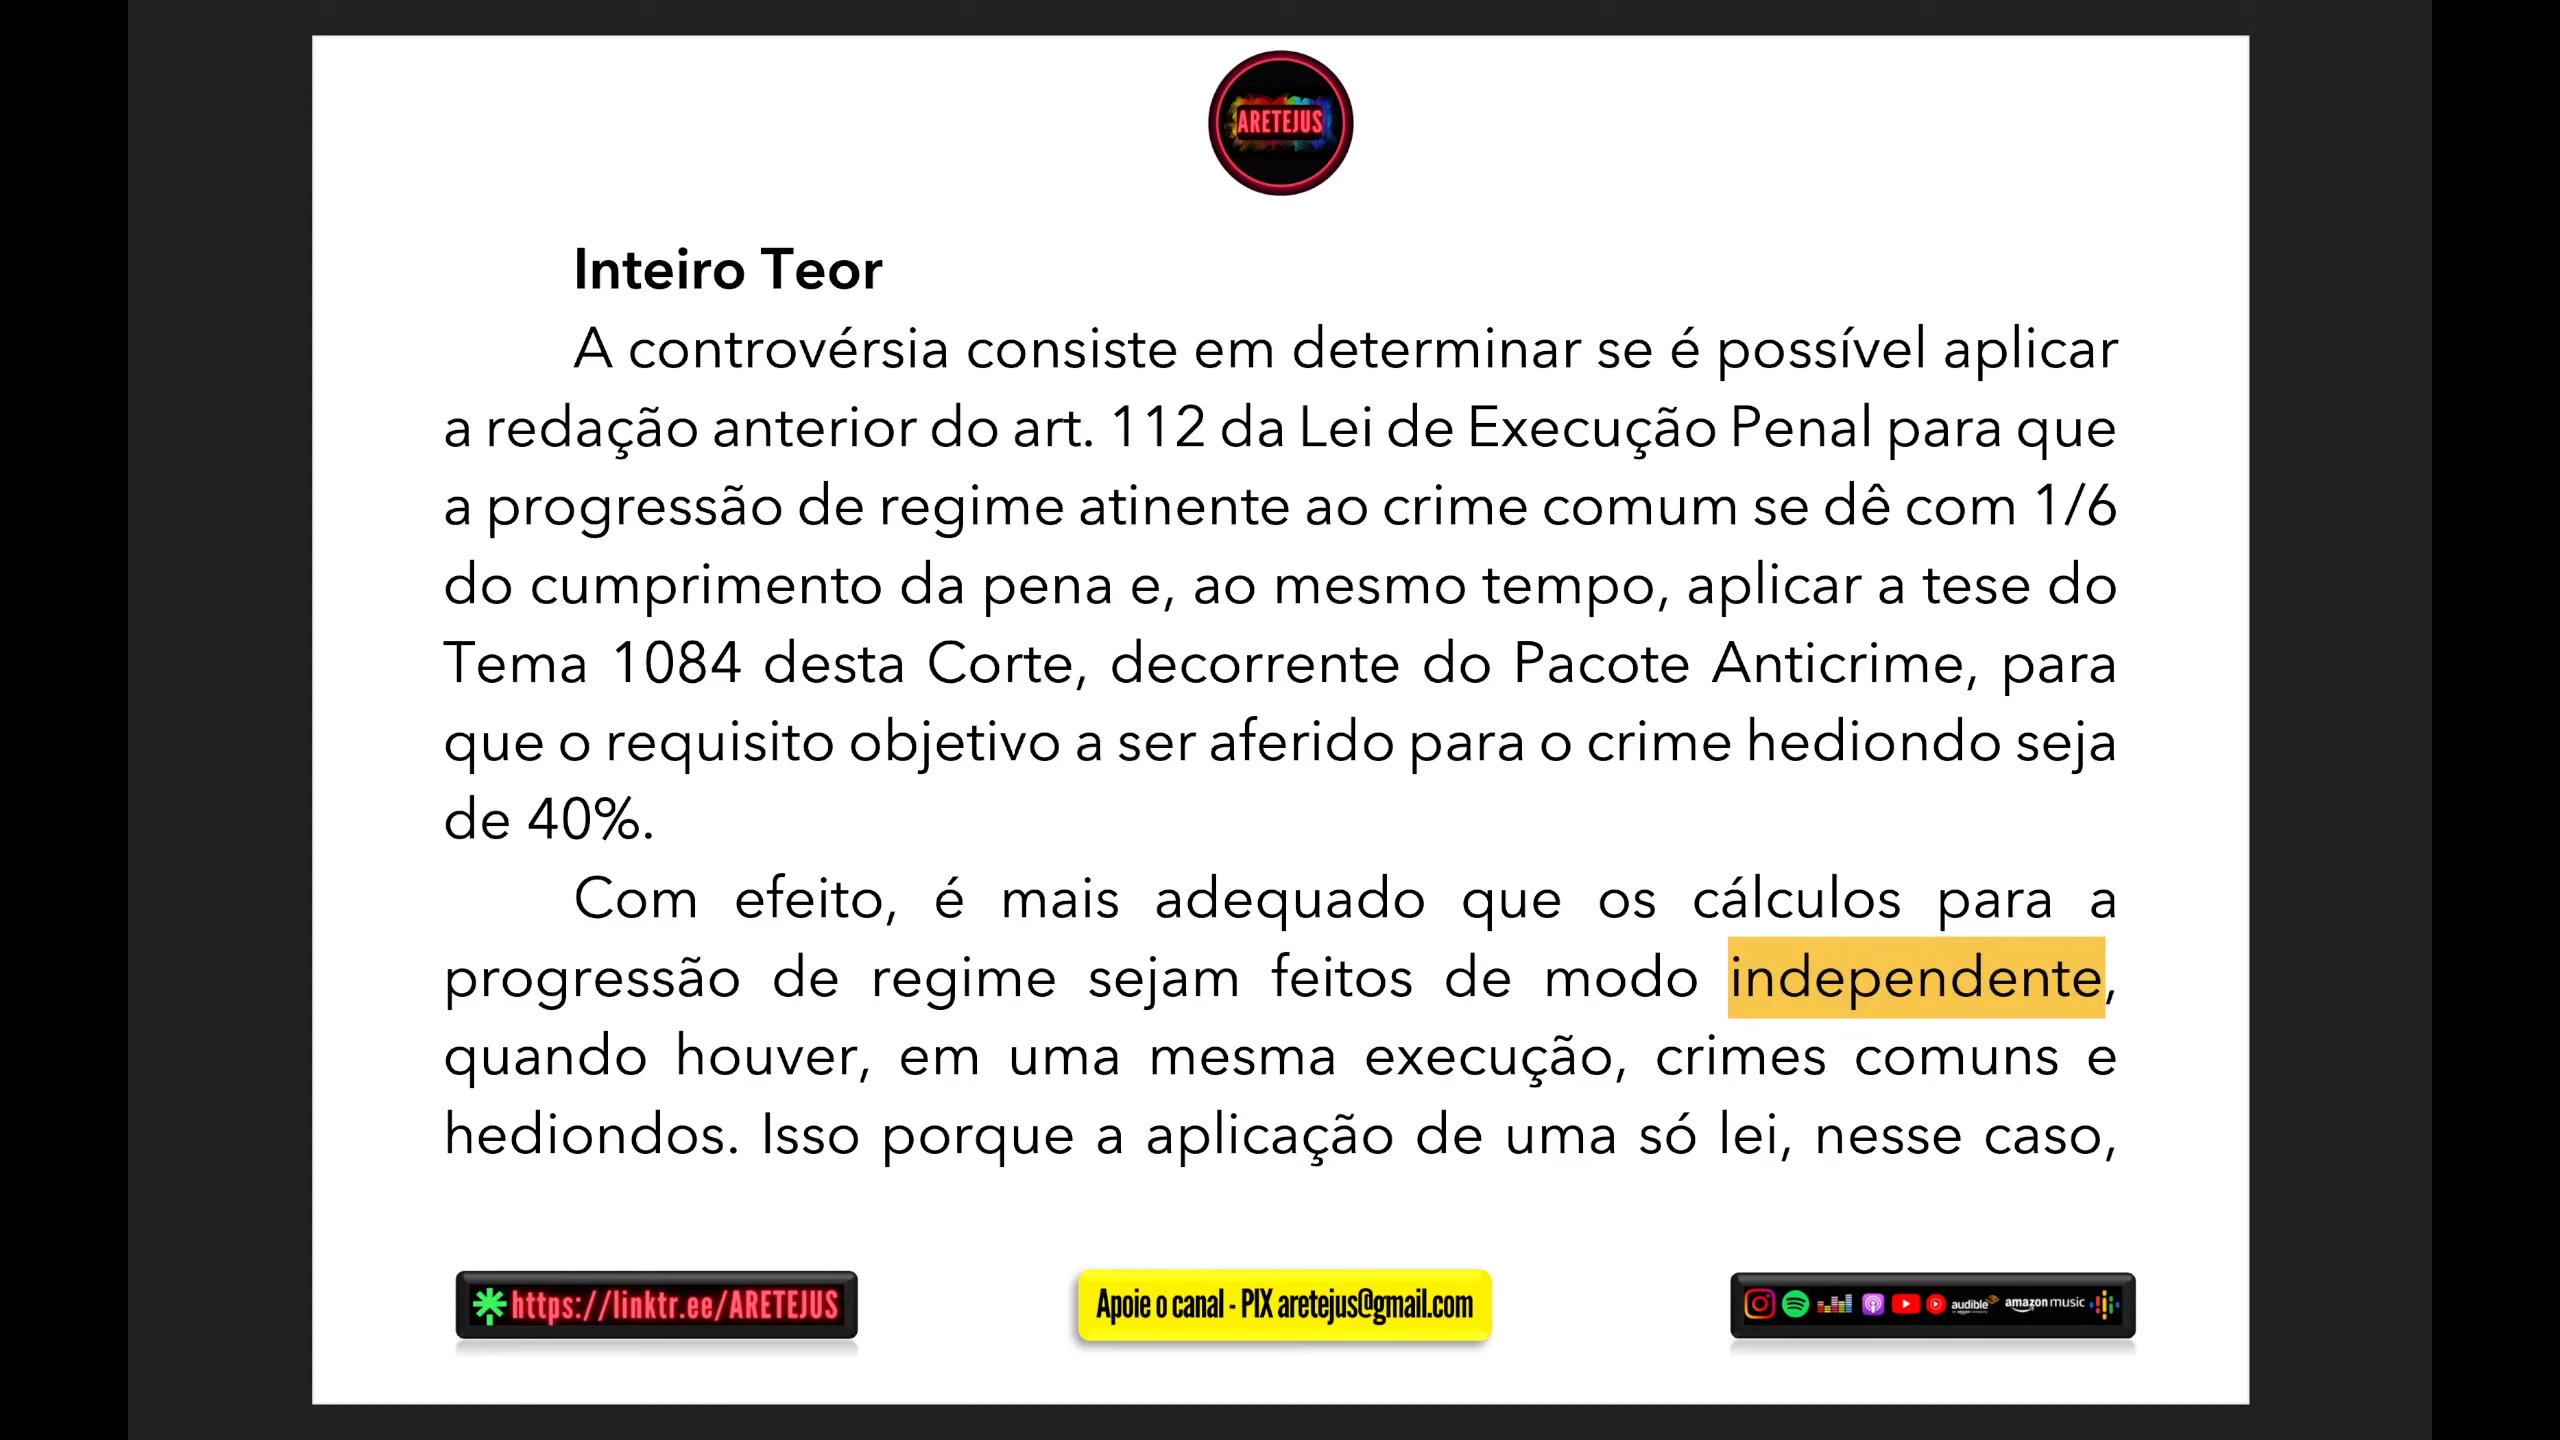 ARETEJUS
Inteiro Teor
A controvérsia consiste em determinar se é possível aplicar
a redação anterior do art. 112 da Lei de Execução Penal para que
a progressão de regime atinente ao crime comum se dê com 1/6
do cumprimento da pena e, ao mesmo tempo, aplicar a tese do
Tema 1084 desta Corte, decorrente do Pacote Anticrime, para
que o requisito objetivo a ser aferido para o crime hediondo seja
de 40%.
Com efeito, é mais adequado que os cálculos para a
progressão de regime sejam feitos de modo independente,
quando houver, em uma mesma execução, crimes comuns e
hediondos. Isso porque a aplicação de uma só lei, nesse caso,
https://linktr.ee/ARETEJUS
Apoie o canal - PIX aretejus@gmail.com
audible amazon music